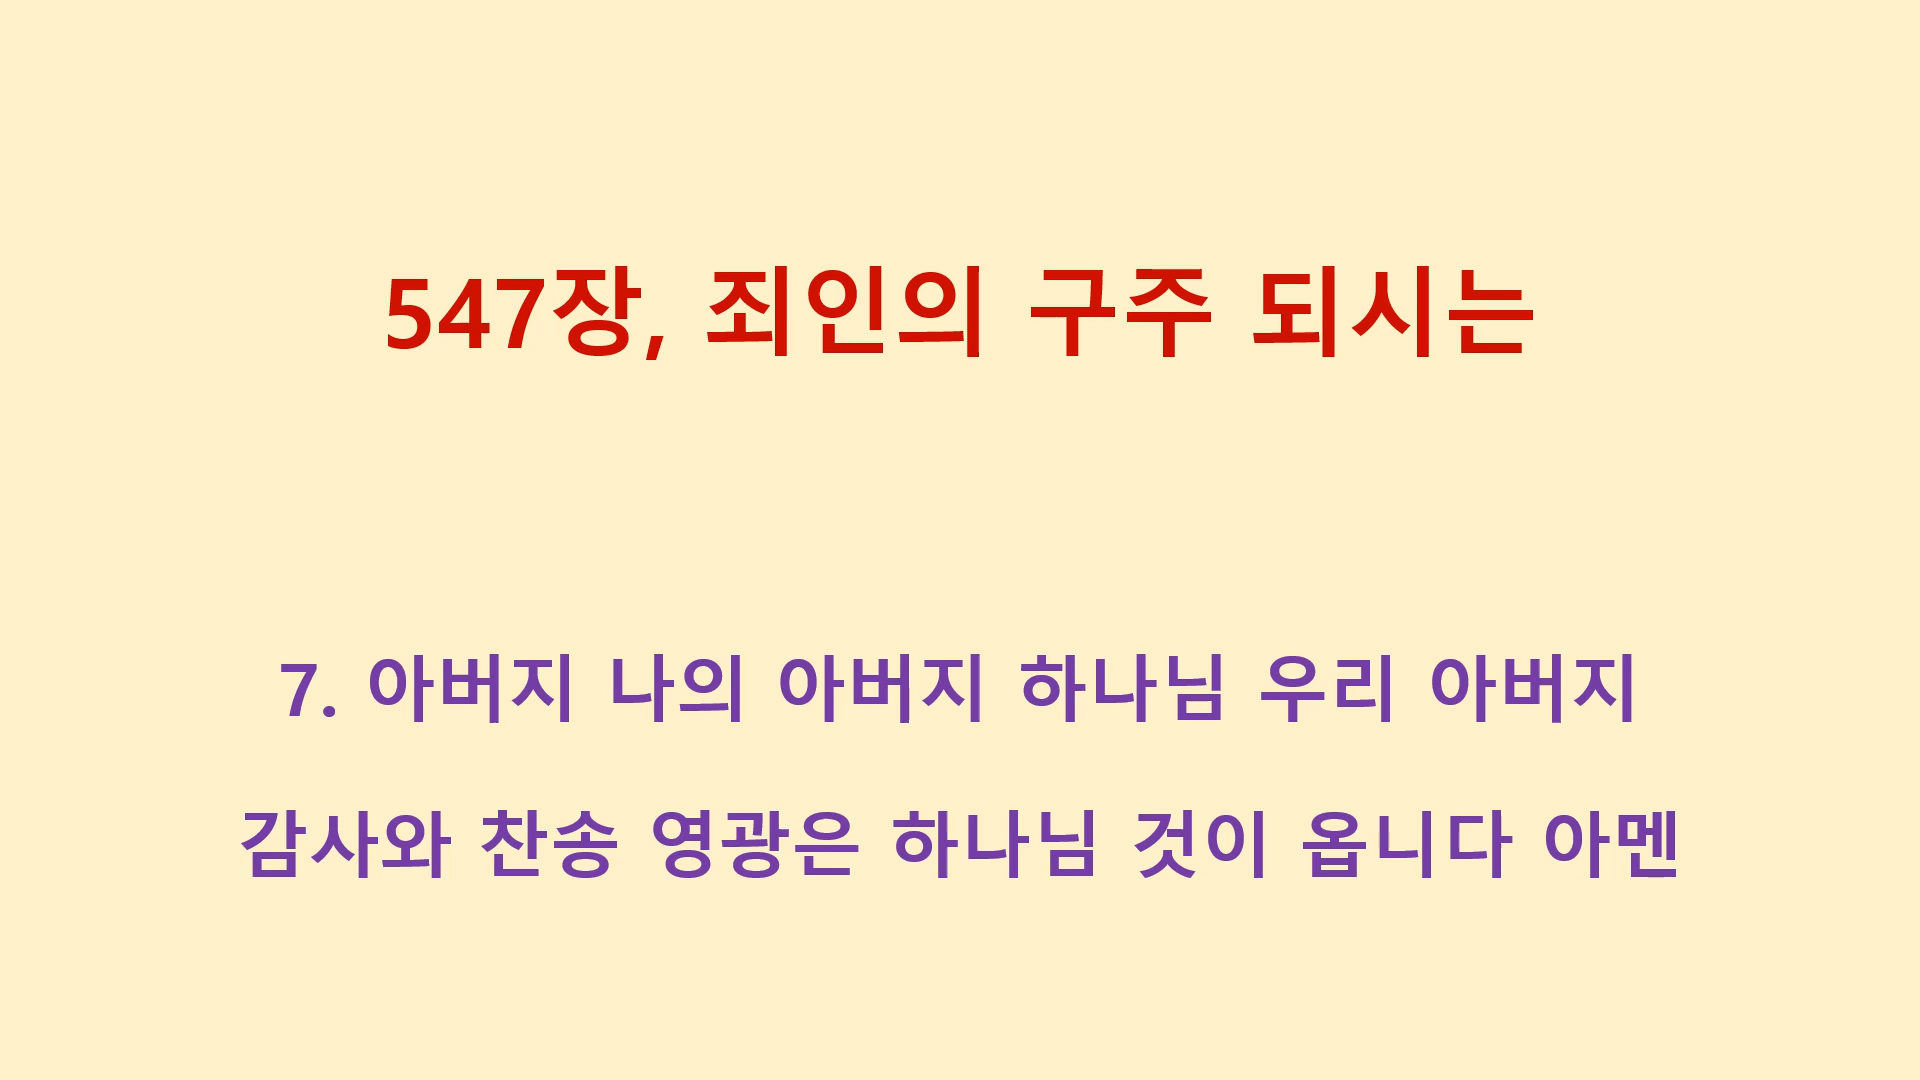 547장, 죄인의 구주 되시는
7. 아버지 나의 아버지 하나님 우리 아버지
감사와 찬송 영광은 하나님 것이 옵니다 아멘